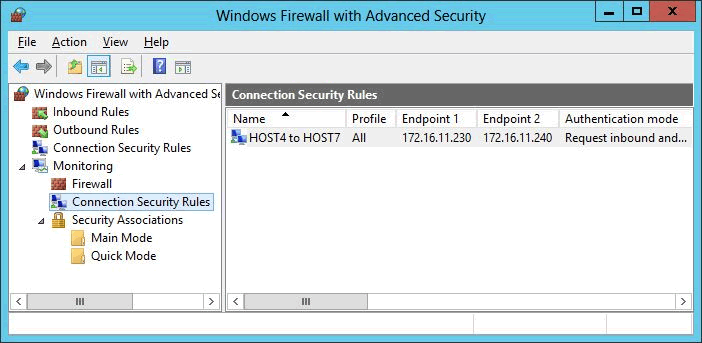 Windows Firewall with Advanced Security
File Action View Help
Windows Firewall with Advanced Se
Inbound Rules
Outbound Rules
Connection Security Rules
Monitoring
Firewall
Connection Security Rules
Security Associations
Main Mode
Quick Mode
Connection Security Rules
Name Profile Endpoint 1 Endpoint 2 Authentication mode
HOST4 to HOST7 All 172.16.11.230 172.16.11.240 Request inbound and...